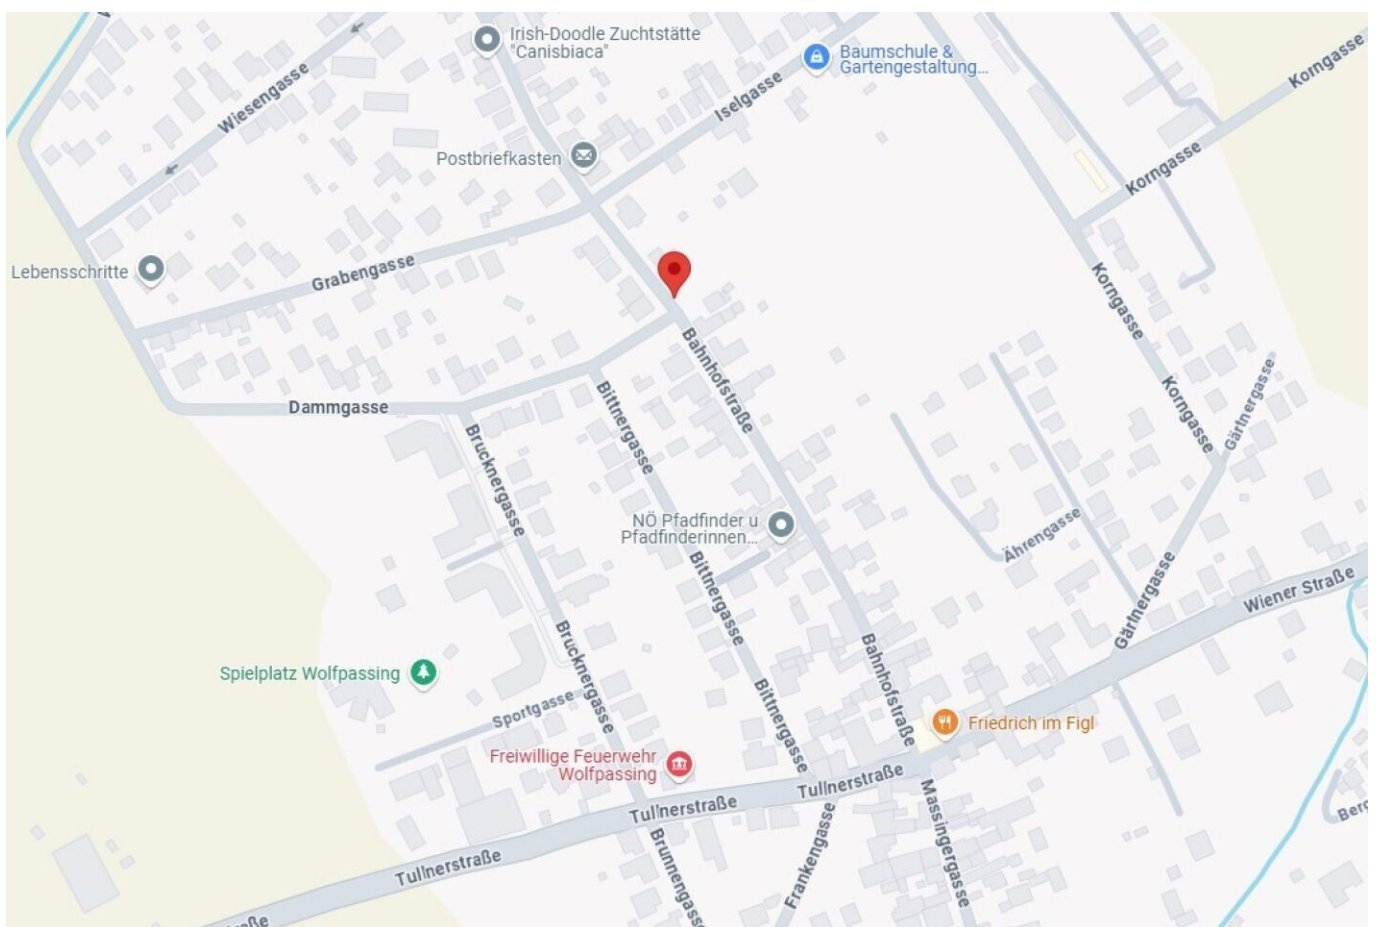 Irish-Doodle Zuchtstätte
"Canisbiaca"
Baumschule &
Gartengestaltung...
Korngasse
Wiesengasse
Iselgasse
Postbriefkasten
Korngasse
Lebensschritte
Grabengasse
Korngasse
Bahnhofstraße
Dammgasse
Bittnergasse
Korngasse
Gärtnergasse
Brucknergasse
NÖ Pfadfinder u
Pfadfinderinnen...
Ährengasse
Bittnergasse
Wiener Straße
Gärtnergasse
Brucknergasse
Bahnhofstraße
Spielplatz Wolfpassing
Bittnergasse
Sportgasse
Friedrich im Figl
Freiwillige Feuerwehr
Wolfpassing
Tullnerstraße
Tullnerstraße
Massingergasse
Berg
Frankengasse
Brunnengasse
Tullnerstraße
raße